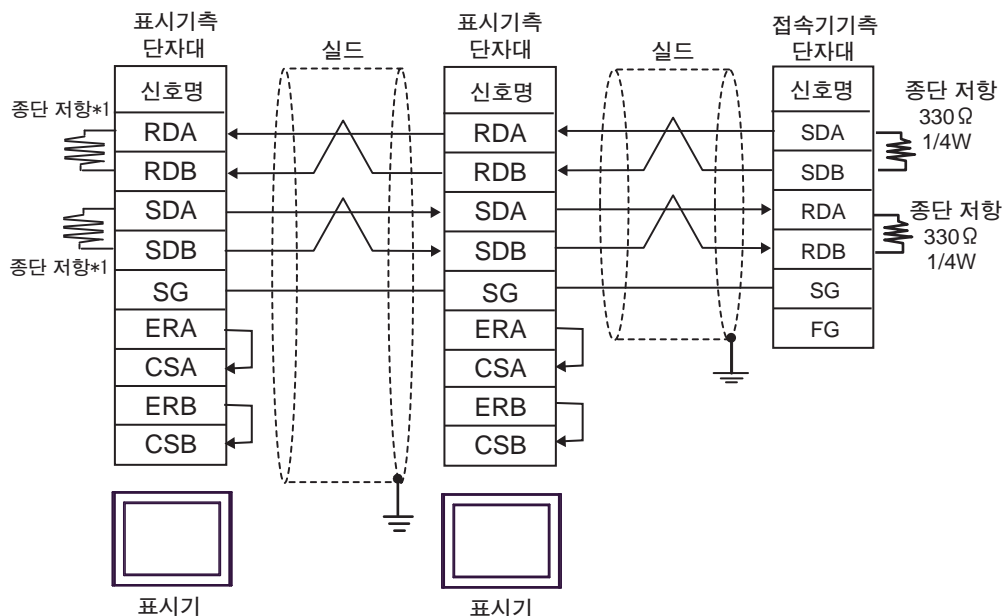 표시기측
단자대
신호명
RDA
RDB
SDA
SDB
SG
ERA
CSA
ERB
CSB
종단 저항*1
종단 저항*1
표시기
실드
표시기측
단자대
신호명
RDA
RDB
SDA
SDB
SG
ERA
CSA
ERB
CSB
표시기
실드
접속기기측
단자대
신호명
SDA
SDB
RDA
RDB
SG
FG
종단 저항
330Ω
1/4W
종단 저항
330Ω
1/4W